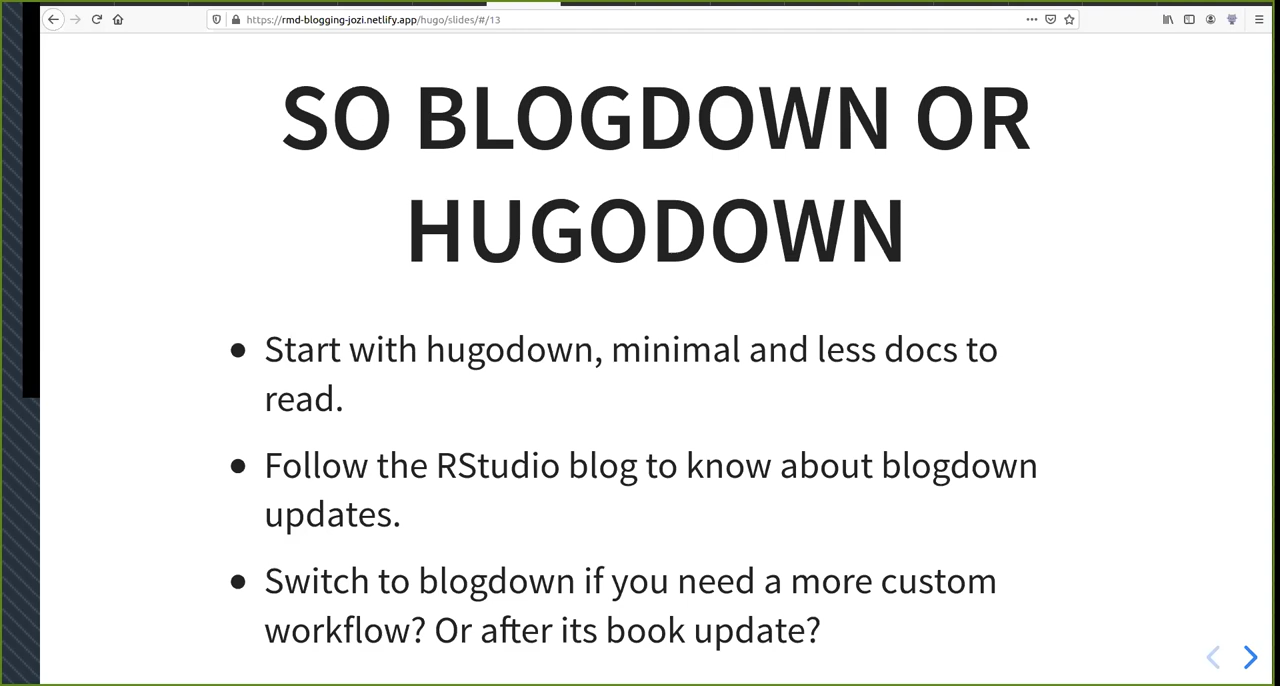 https://rmd-blogging-jozi.netlify.app/hugo/slides/#/13
SO BLOGDOWN OR
HUGODOWN
• Start with hugodown, minimal and less docs to
read.
• Follow the RStudio blog to know about blogdown
updates.
• Switch to blogdown if you need a more custom
workflow? Or after its book update?